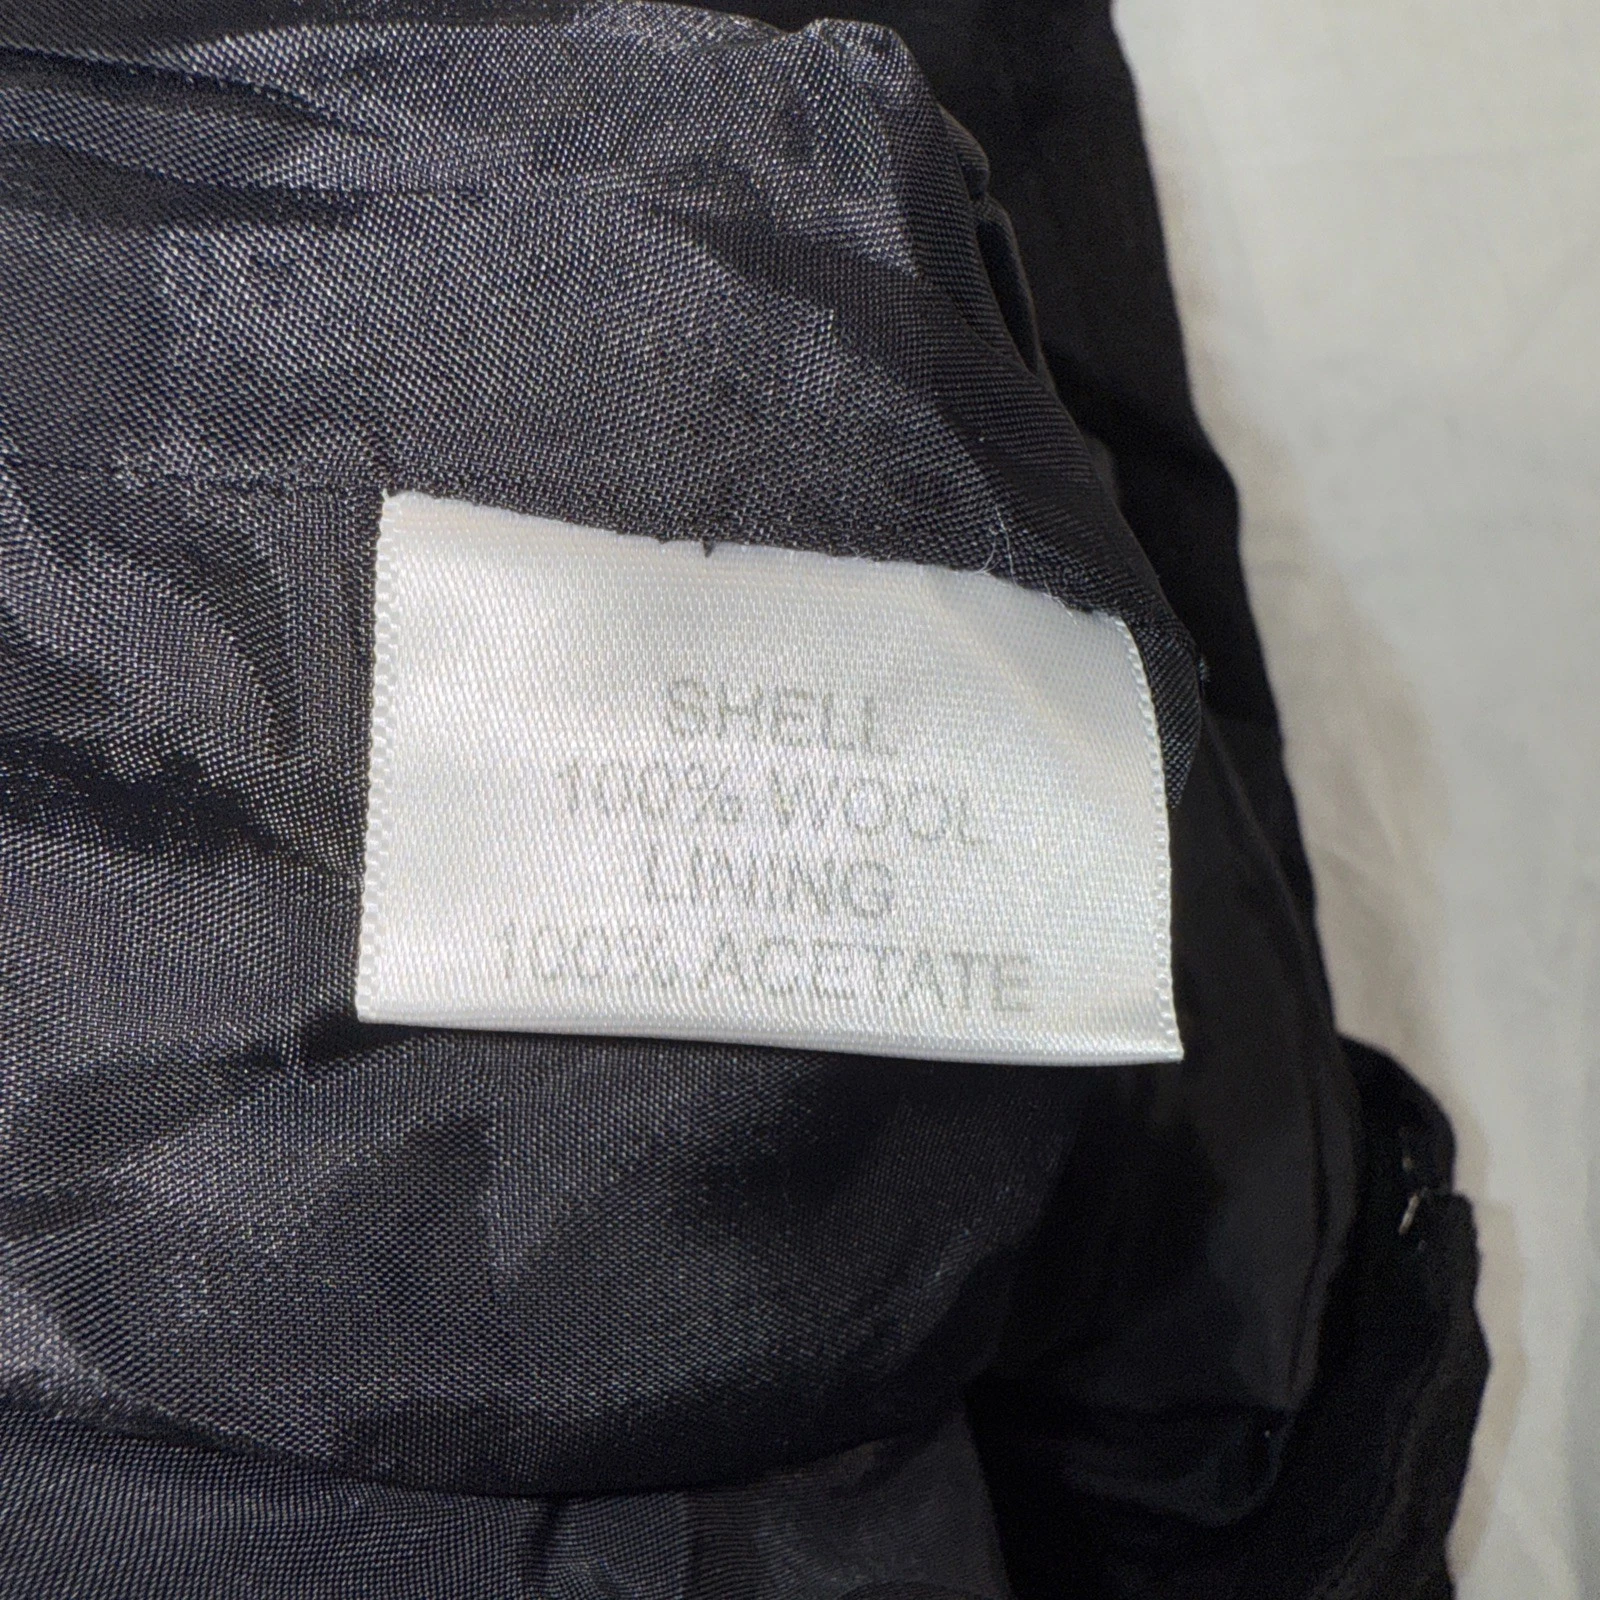 SHELL
100% WOOL
LINING
100% ACETATE